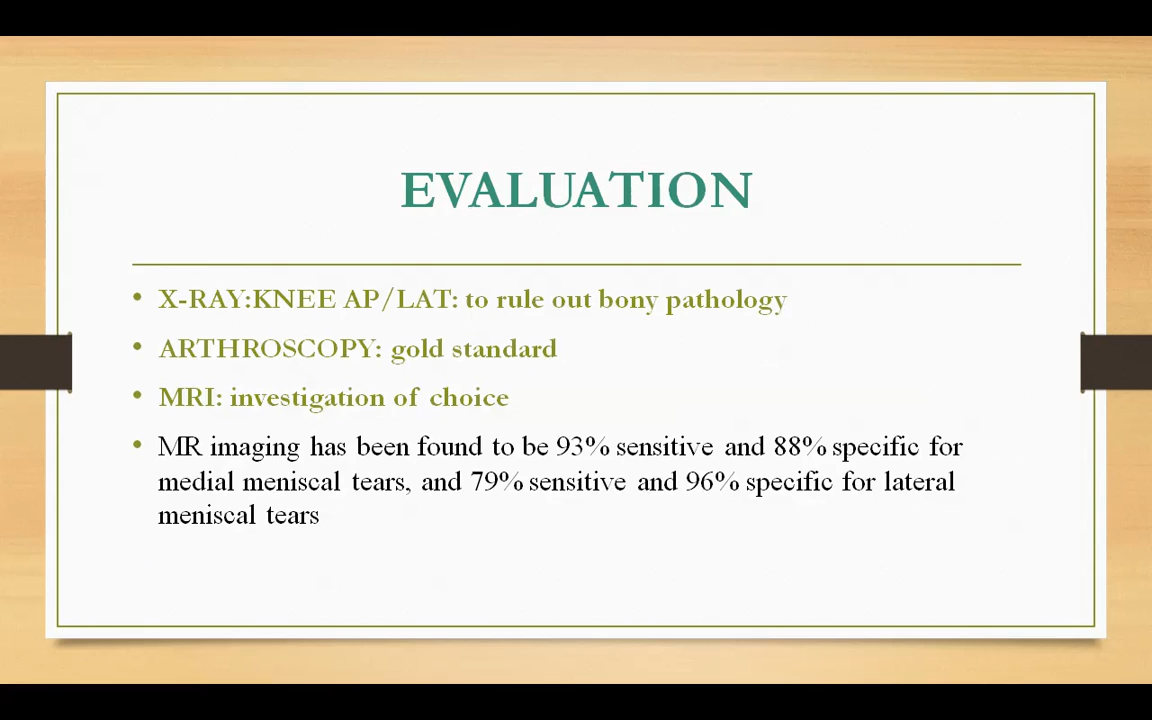 EVALUATION
• X-RAY:KNEE AP/LAT: to rule out bony pathology
• ARTHROSCOPY: gold standard
• MRI: investigation of choice
• MR imaging has been found to be 93% sensitive and 88% specific for
medial meniscal tears, and 79% sensitive and 96% specific for lateral
meniscal tears